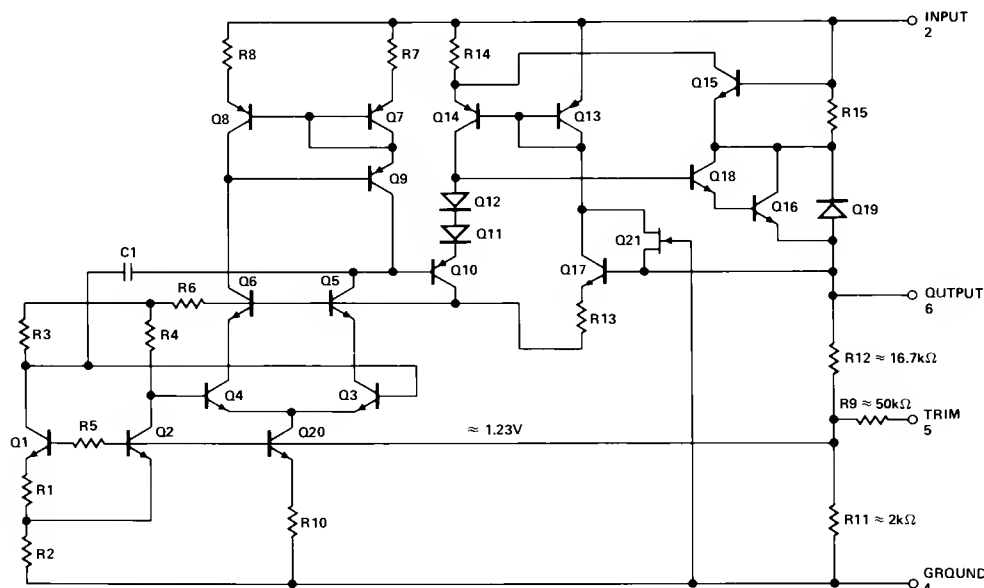 INPUT
2
R8
R7
R14
Q15
Q8
Q7
Q14
Q13
R15
Q9
Q18
Q12
Q16
Q19
Q11
Q21
C1
Q10
Q17
R6
Q6
Q5
OUTPUT
6
R3
R4
R13
R12 ≈ 16.7kΩ
Q4
Q3
R9 ≈ 50kΩ
TRIM
5
Q1
R5
Q2
Q20
≈ 1.23V
R1
R10
R11 ≈ 2kΩ
R2
GROUND
4